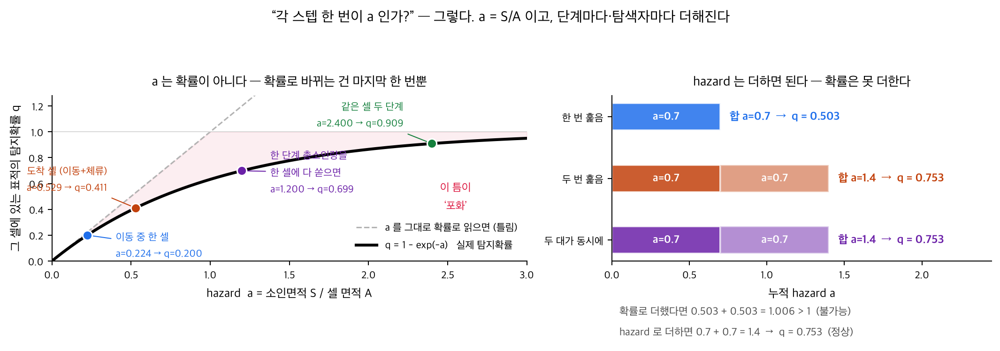 “각 스텝 한 번이 a 인가?” — 그렇다. a = S/A 이고, 단계마다·탐색자마다 더해진다
a 는 확률이 아니다 — 확률로 바뀌는 건 마지막 한 번뿐
그 셀에 있는 표적의 탐지확률 q
1.2
1.0
0.8
0.6
0.4
0.2
0.0
같은 셀 두 단계
a=2.400 → q=0.909
한 단계 총소인량을
한 셀에 다 쏟으면
a=1.200 → q=0.699
도착 셀 (이동+체류)
a=0.529 → q=0.411
이동 중 한 셀
a=0.224 → q=0.200
이 틈이
‘포화’
a 를 그대로 확률로 읽으면 (틀림)
q = 1 - exp(-a) 실제 탐지확률
0.0 0.5 1.0 1.5 2.0 2.5 3.0
hazard a = 소인면적 S / 셀 면적 A
hazard 는 더하면 된다 — 확률은 못 더한다
한 번 훑음 a=0.7 합 a=0.7 → q = 0.503
두 번 훑음 a=0.7 a=0.7 합 a=1.4 → q = 0.753
두 대가 동시에 a=0.7 a=0.7 합 a=1.4 → q = 0.753
0.0 0.5 1.0 1.5 2.0
누적 hazard a
확률로 더했다면 0.503 + 0.503 = 1.006 > 1 (불가능)
hazard 로 더하면 0.7 + 0.7 = 1.4 → q = 0.753 (정상)